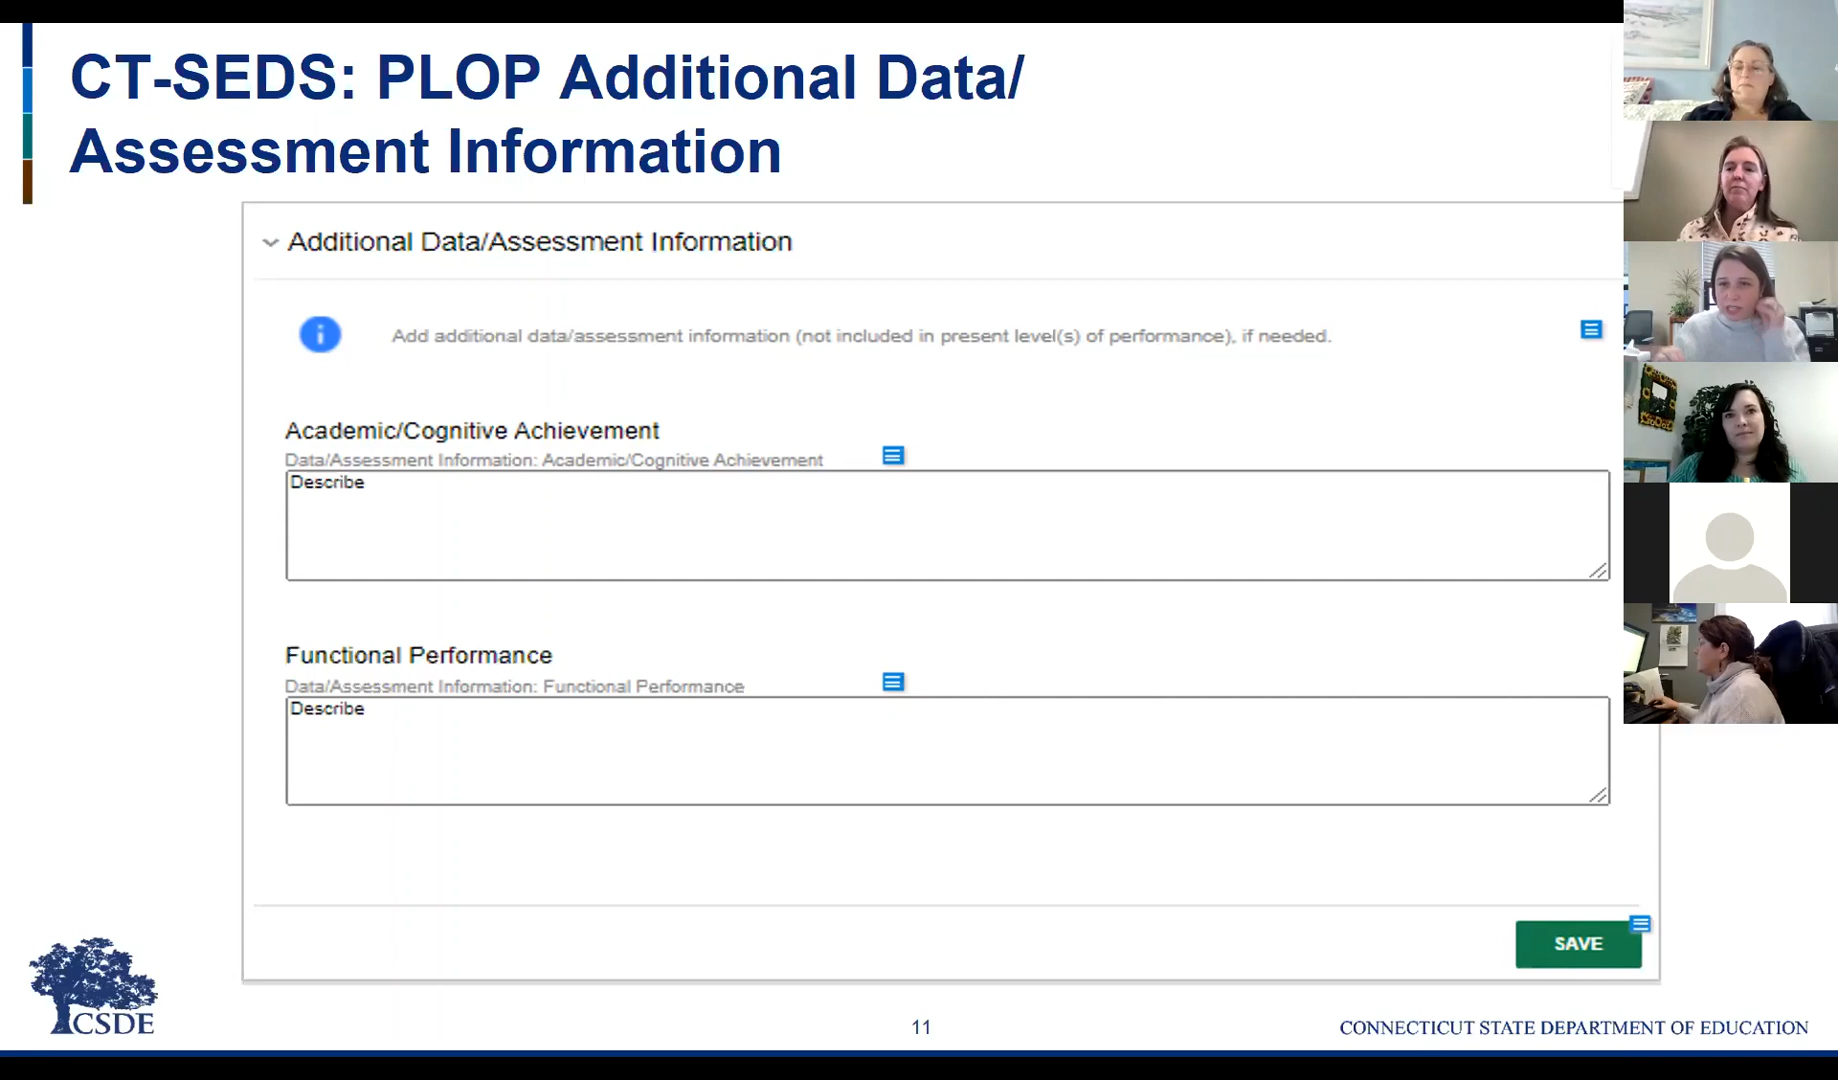 CT-SEDS: PLOP Additional Data/
Assessment Information
Additional Data/Assessment Information
i
Add additional data/assessment information (not included in present level(s) of performance), if needed.
Academic/Cognitive Achievement
Data/Assessment Information: Academic/Cognitive Achievement
Describe
Functional Performance
Data/Assessment Information: Functional Performance
Describe
SAVE
CSDE
11
CONNECTICUT STATE DEPARTMENT OF EDUCATION